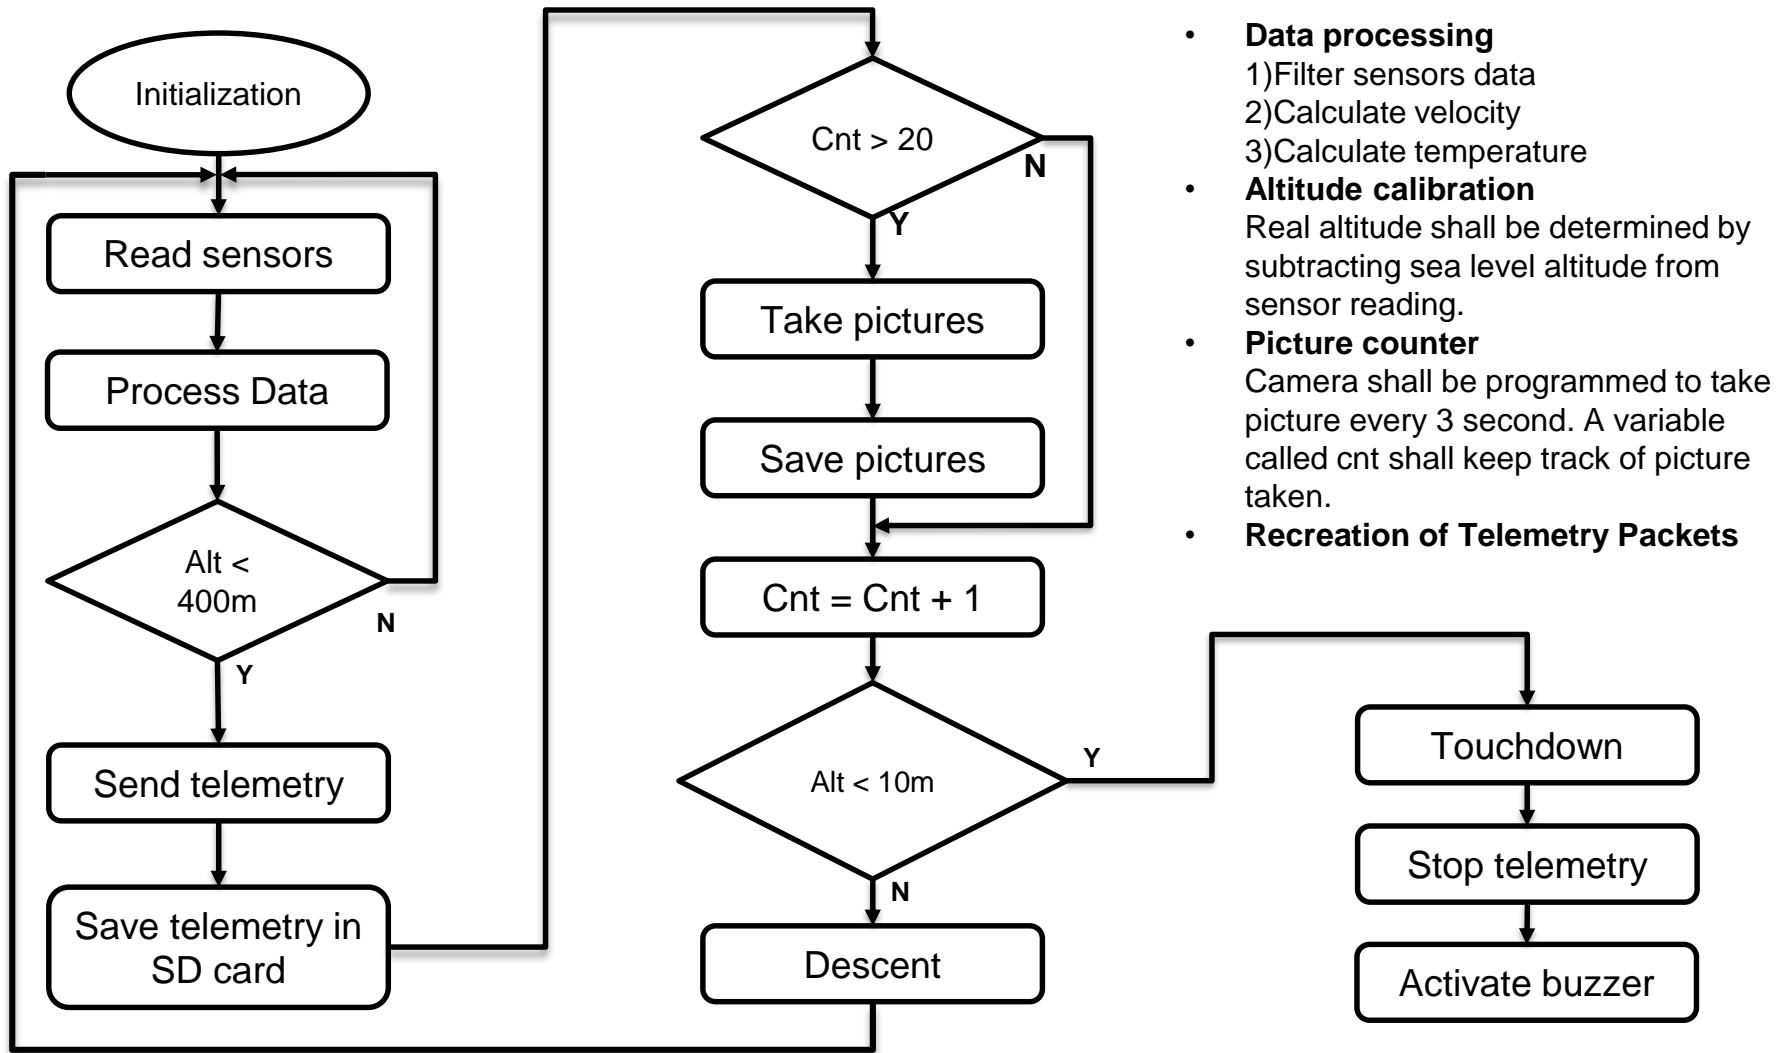 Initialization
Read sensors
Process Data
Alt <
400m
N
Y
Send telemetry
Save telemetry in
SD card
Cnt > 20
N
Y
Take pictures
Save pictures
Cnt = Cnt + 1
Alt < 10m
Y
N
Descent
Touchdown
Stop telemetry
Activate buzzer
• Data processing
1)Filter sensors data
2)Calculate velocity
3)Calculate temperature
• Altitude calibration
Real altitude shall be determined by
subtracting sea level altitude from
sensor reading.
• Picture counter
Camera shall be programmed to take
picture every 3 second. A variable
called cnt shall keep track of picture
taken.
• Recreation of Telemetry Packets